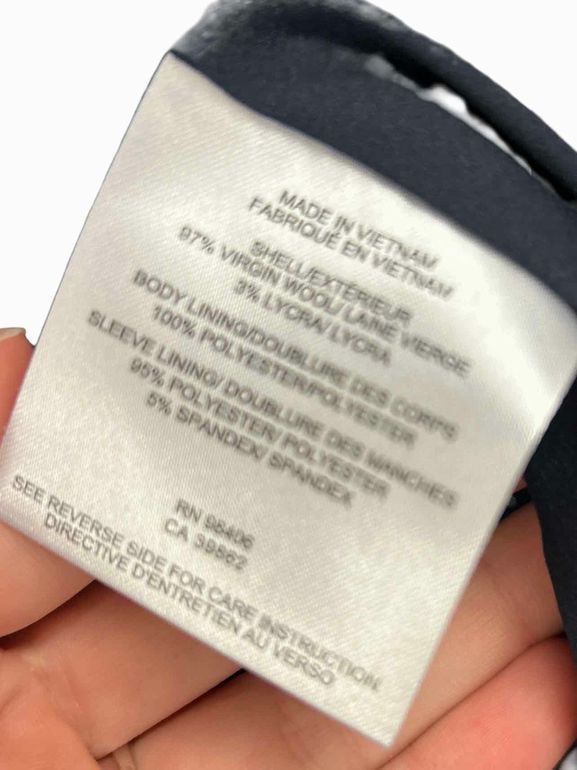 MADE IN VIETNAM
FABRIQUÉ EN VIETNAM
SHELL/EXTÉRIEUR
97% VIRGIN WOOL/ LAINE VIERGE
3% LYCRA/ LYCRA
BODY LINING/DOUBLURE DES CORPS
100% POLYESTER/POLYESTER
SLEEVE LINING/ DOUBLURE DES MANCHES
95% POLYESTER/ POLYESTER
5% SPANDEX/ SPANDEX
RN
CA
SEE REVERSE SIDE FOR CARE INSTRUCTION
DIRECTIVE D'ENTRETIEN AU VERSO